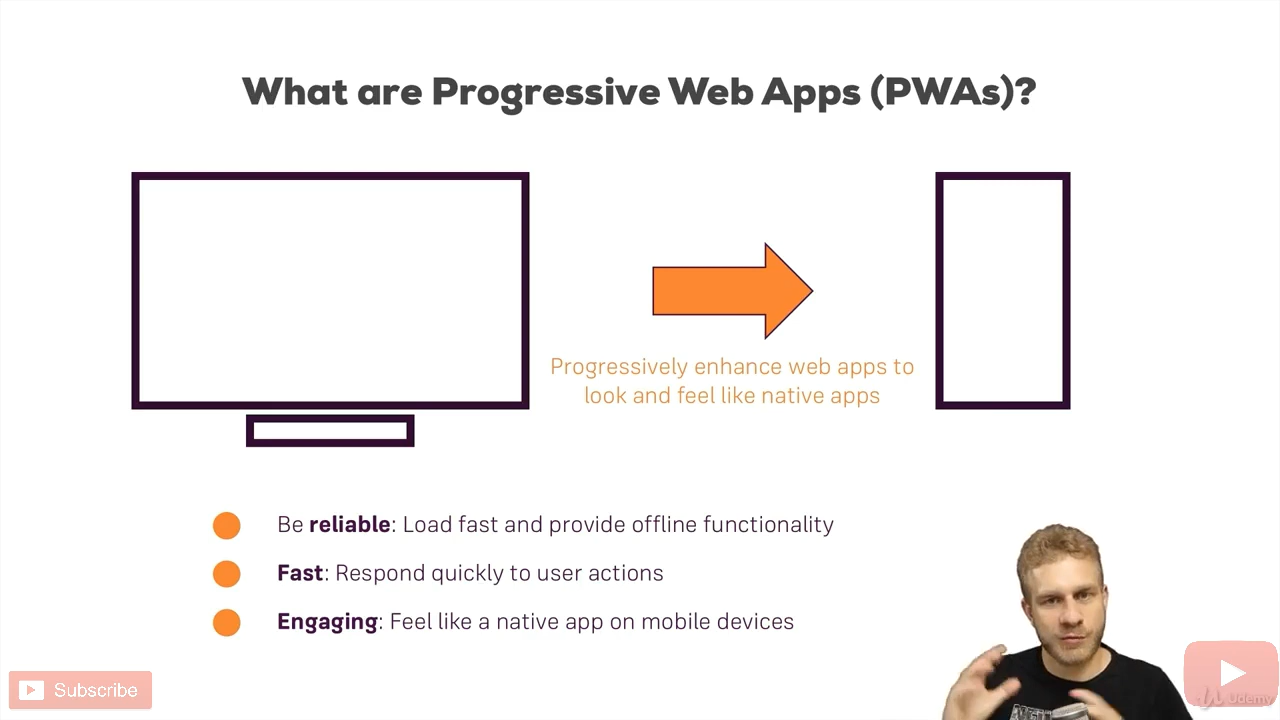 What are Progressive Web Apps (PWAs)?
Progressively enhance web apps to
look and feel like native apps
Be reliable: Load fast and provide offline functionality
Fast: Respond quickly to user actions
Engaging: Feel like a native app on mobile devices
Subscribe
Udemy